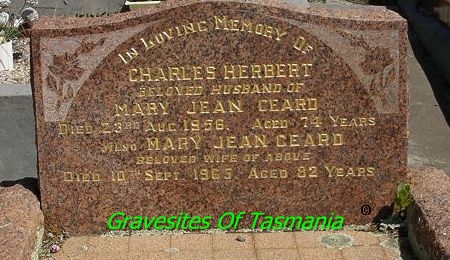 In Loving Memory Of
Charles Herbert
Beloved Husband Of
Mary Jean Ceard
Died 23rd Aug 1956. Aged 74 Years
Also Mary Jean Ceard
Beloved Wife Of Above
Died 10th Sept 1965. Aged 82 Years
Gravesites Of Tasmania ©